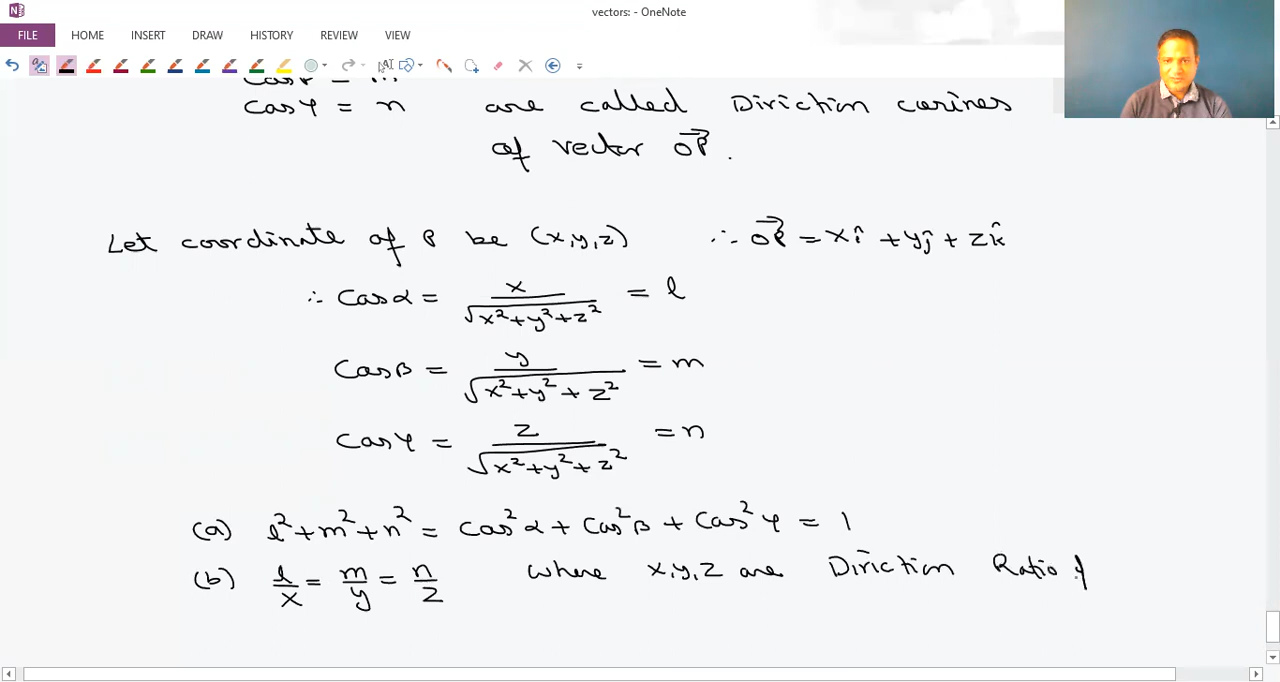 vectors: - OneNote
FILE HOME INSERT DRAW HISTORY REVIEW VIEW
cosγ = n are called Diriction cosines
of vector OP⃗ .
Let coordinate of P be (x,y,z) ∴ OP⃗ = xî + yĵ + zk̂
∴ cosα = x/√(x²+y²+z²) = l
cosβ = y/√(x²+y²+z²) = m
cosγ = z/√(x²+y²+z²) = n
(a) l²+m²+n² = cos²α + cos²β + cos²γ = 1
(b) l/x = m/y = n/z where x,y,z are Diriction Ratio